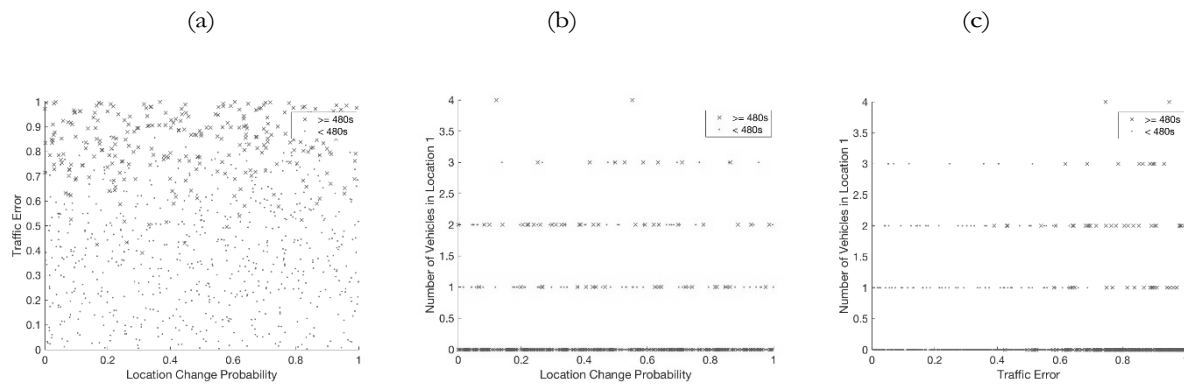 (a)
(b)
(c)
Traffic Error
1
0.9
0.8
0.7
0.6
0.5
0.4
0.3
0.2
0.1
0
>= 480s
< 480s
0 0.2 0.4 0.6 0.8 1
Location Change Probability
Number of Vehicles in Location 1
4
3.5
3
2.5
2
1.5
1
0.5
0
>= 480s
< 480s
0 0.2 0.4 0.6 0.8 1
Location Change Probability
Number of Vehicles in Location 1
4
3.5
3
2.5
2
1.5
1
0.5
0
>= 480s
< 480s
0 0.2 0.4 0.6 0.8 1
Traffic Error